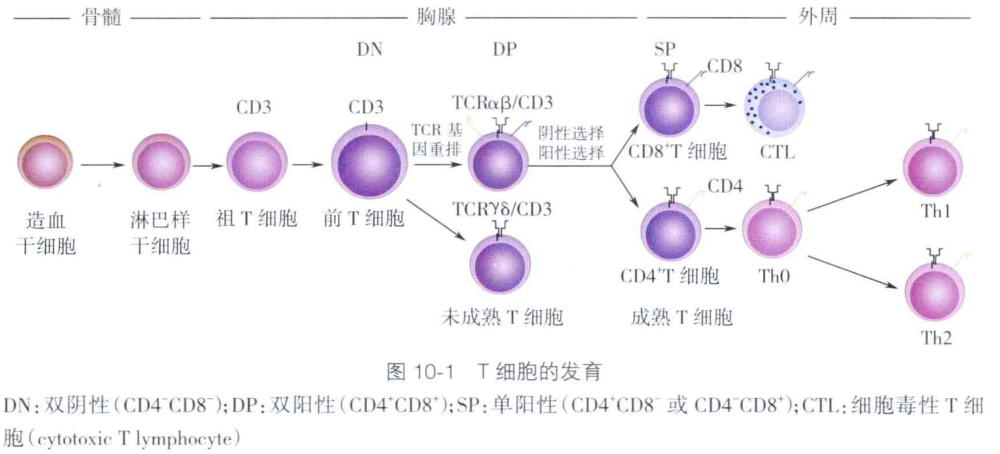 骨髓 胸腺 外周
DN DP SP
CD8
CD3 CD3 TCRαβ/CD3
TCR 基
因重排
阴性选择
阳性选择
CD8⁺T 细胞 CTL
造血
干细胞
淋巴样
干细胞
祖 T 细胞
前 T 细胞
TCRγδ/CD3
CD4
Th1
CD4⁺T 细胞 Th0
未成熟 T 细胞 成熟 T 细胞
Th2
图 10-1 T 细胞的发育
DN:双阴性(CD4⁻CD8⁻);DP:双阳性(CD4⁺CD8⁺);SP:单阳性(CD4⁺CD8⁻ 或 CD4⁻CD8⁺);CTL:细胞毒性 T 细
胞(cytotoxic T lymphocyte)